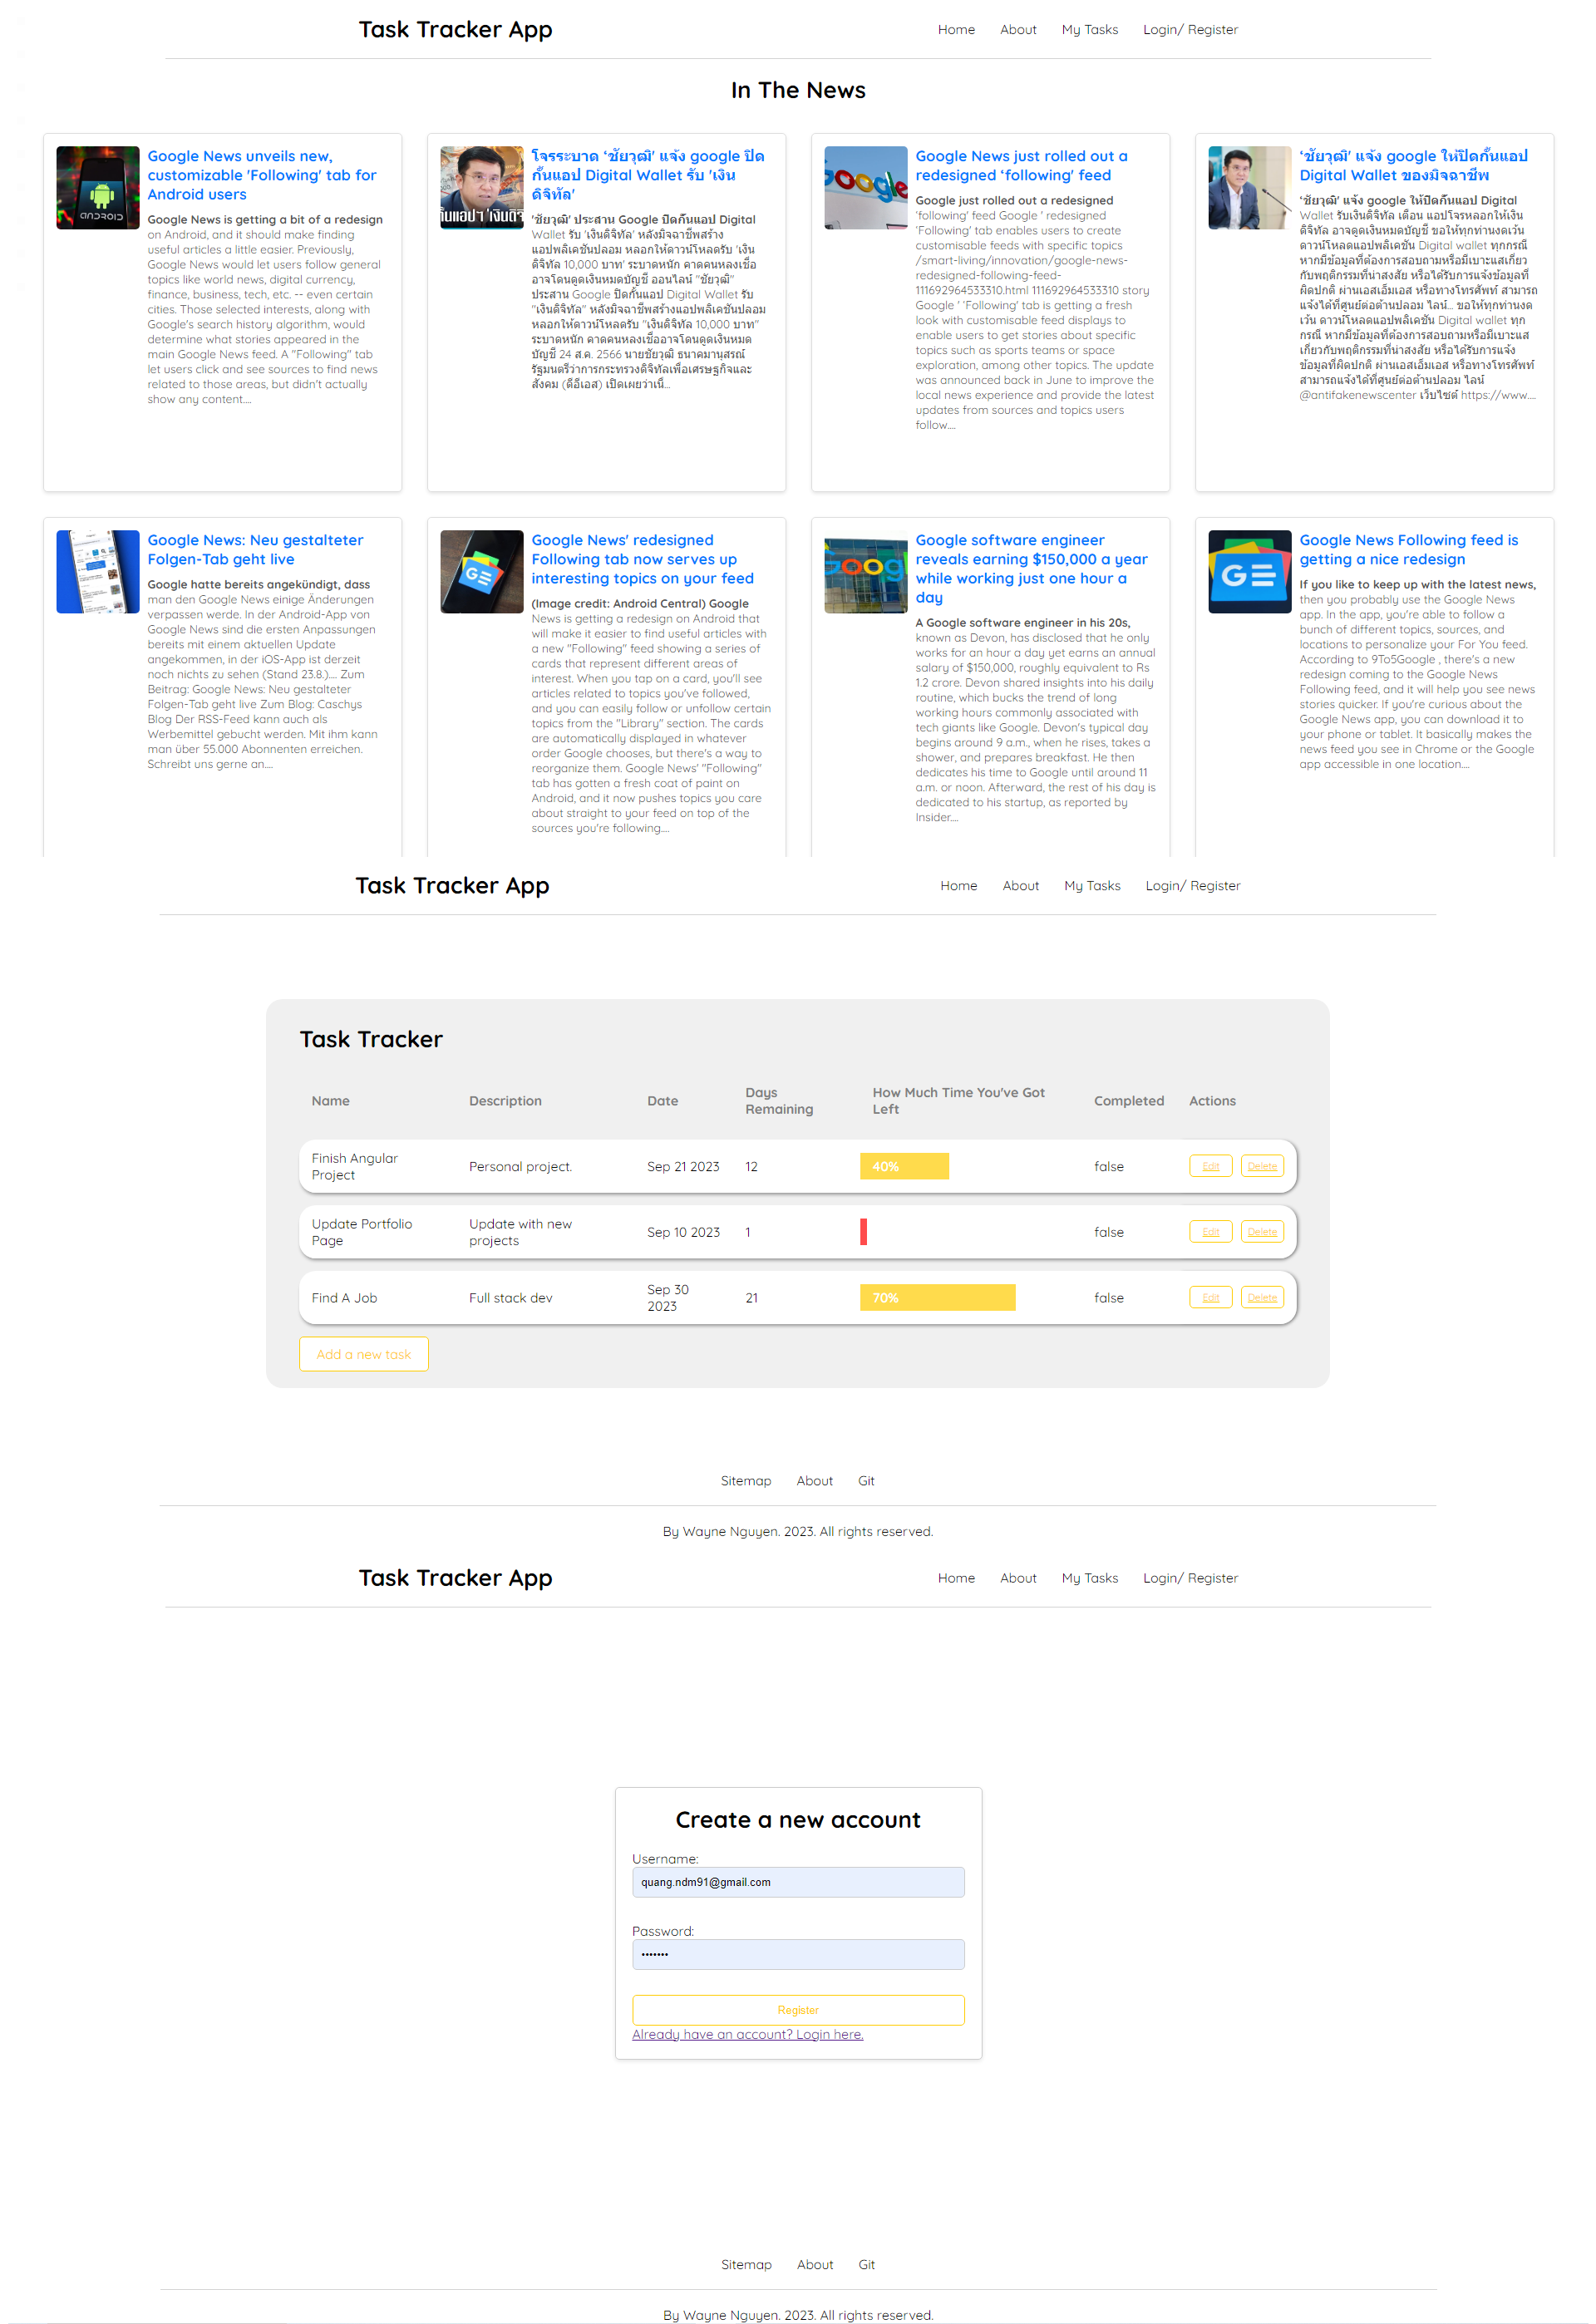 Task Tracker App
Home About My Tasks Login/ Register
In The News
Google News unveils new,
customizable 'Following' tab for
Android users
Google News is getting a bit of a redesign
on Android, and it should make finding
useful articles a little easier. Previously,
Google News would let users follow general
topics like world news, digital currency,
finance, business, tech, etc. -- even certain
cities. Those selected interests, along with
Google's search history algorithm, would
determine what stories appeared in the
main Google News feed. A "Following" tab
let users click and see sources to find news
related to those areas, but didn't actually
show any content....
โจรระบาด ‘ชัยวุฒิ' แจ้ง google ปิด
กั้นแอป Digital Wallet รับ 'เงิน
ดิจิทัล'
'ชัยวุฒิ' ประสาน Google ปิดกั้นแอป Digital
Wallet รับ 'เงินดิจิทัล' หลังมิจฉาชีพสร้าง
แอปพลิเคชันปลอม หลอกให้ดาวน์โหลดรับ 'เงิน
ดิจิทัล 10,000 บาท' ระบาดหนัก คาดคนหลงเชื่อ
อาจโดนดูดเงินหมดบัญชี ออนไลน์ "ชัยวุฒิ"
ประสาน Google ปิดกั้นแอป Digital Wallet รับ
"เงินดิจิทัล" หลังมิจฉาชีพสร้างแอปพลิเคชันปลอม
หลอกให้ดาวน์โหลดรับ "เงินดิจิทัล 10,000 บาท"
ระบาดหนัก คาดคนหลงเชื่ออาจโดนดูดเงินหมด
บัญชี 24 ส.ค. 2566 นายชัยวุฒิ ธนาคมานุสรณ์
รัฐมนตรีว่าการกระทรวงดิจิทัลเพื่อเศรษฐกิจและ
สังคม (ดีอีเอส) เปิดเผยว่าเนื่...
Google News just rolled out a
redesigned ‘following’ feed
Google just rolled out a redesigned
'following' feed Google ' redesigned
'Following' tab enables users to create
customisable feeds with specific topics
/smart-living/innovation/google-news-
redesigned-following-feed-
111692964533310.html 111692964533310 story
Google ' 'Following' tab is getting a fresh
look with customisable feed displays to
enable users to get stories about specific
topics such as sports teams or space
exploration, among other topics. The update
was announced back in June to improve the
local news experience and provide the latest
updates from sources and topics users
follow....
‘ชัยวุฒิ' แจ้ง google ให้ปิดกั้นแอป
Digital Wallet ของมิจฉาชีพ
‘ชัยวุฒิ' แจ้ง google ให้ปิดกั้นแอป Digital
Wallet รับเงินดิจิทัล เตือน แอปโจรหลอกให้เงิน
ดิจิทัล อาจดูดเงินหมดบัญชี ขอให้ทุกท่านงดเว้น
ดาวน์โหลดแอปพลิเคชัน Digital wallet ทุกกรณี
หากมีข้อมูลที่ต้องการสอบถามหรือมีเบาะแสเกี่ยว
กับพฤติกรรมที่น่าสงสัย หรือได้รับการแจ้งข้อมูลที่
ผิดปกติ ผ่านเอสเอ็มเอส หรือทางโทรศัพท์ สามารถ
แจ้งได้ที่ศูนย์ต่อต้านปลอม ไลน์... ขอให้ทุกท่านงด
เว้น ดาวน์โหลดแอปพลิเคชัน Digital wallet ทุก
กรณี หากมีข้อมูลที่ต้องการสอบถามหรือมีเบาะแส
เกี่ยวกับพฤติกรรมที่น่าสงสัย หรือได้รับการแจ้ง
ข้อมูลที่ผิดปกติ ผ่านเอสเอ็มเอส หรือทางโทรศัพท์
สามารถแจ้งได้ที่ศูนย์ต่อต้านปลอม ไลน์
@antifakenewscenter เว็บไซต์ https://www....
Google News: Neu gestalteter
Folgen-Tab geht live
Google hatte bereits angekündigt, dass
man den Google News einige Änderungen
verpassen werde. In der Android-App von
Google News sind die ersten Anpassungen
bereits mit einem aktuellen Update
angekommen, in der iOS-App ist derzeit
noch nichts zu sehen (Stand 23.8.).... Zum
Beitrag: Google News: Neu gestalteter
Folgen-Tab geht live Zum Blog: Caschys
Blog Der RSS-Feed kann auch als
Werbemittel gebucht werden. Mit ihm kann
man über 55.000 Abonnenten erreichen.
Schreibt uns gerne an....
Google News' redesigned
Following tab now serves up
interesting topics on your feed
(Image credit: Android Central) Google
News is getting a redesign on Android that
will make it easier to find useful articles with
a new "Following" feed showing a series of
cards that represent different areas of
interest. When you tap on a card, you'll see
articles related to topics you've followed,
and you can easily follow or unfollow certain
topics from the "Library" section. The cards
are automatically displayed in whatever
order Google chooses, but there's a way to
reorganize them. Google News' "Following"
tab has gotten a fresh coat of paint on
Android, and it now pushes topics you care
about straight to your feed on top of the
sources you're following....
Google software engineer
reveals earning $150,000 a year
while working just one hour a
day
A Google software engineer in his 20s,
known as Devon, has disclosed that he only
works for an hour a day yet earns an annual
salary of $150,000, roughly equivalent to Rs
1.2 crore. Devon shared insights into his daily
routine, which bucks the trend of long
working hours commonly associated with
tech giants like Google. Devon's typical day
begins around 9 a.m., when he rises, takes a
shower, and prepares breakfast. He then
dedicates his time to Google until around 11
a.m. or noon. Afterward, the rest of his day is
dedicated to his startup, as reported by
Insider....
Google News Following feed is
getting a nice redesign
If you like to keep up with the latest news,
then you probably use the Google News
app. In the app, you're able to follow a
bunch of different topics, sources, and
locations to personalize your For You feed.
According to 9To5Google , there's a new
redesign coming to the Google News
Following feed, and it will help you see news
stories quicker. If you're curious about the
Google News app, you can download it to
your phone or tablet. It basically makes the
news feed you see in Chrome or the Google
app accessible in one location....
Task Tracker App
Home About My Tasks Login/ Register
Task Tracker
Name Description Date Days Remaining How Much Time You've Got Left Completed Actions
Finish Angular Project Personal project. Sep 21 2023 12 40% false Edit Delete
Update Portfolio Page Update with new projects Sep 10 2023 1 false Edit Delete
Find A Job Full stack dev Sep 30 2023 21 70% false Edit Delete
Add a new task
Sitemap About Git
By Wayne Nguyen. 2023. All rights reserved.
Task Tracker App
Home About My Tasks Login/ Register
Create a new account
Username:
quang.ndm91@gmail.com
Password:
•••••••
Register
Already have an account? Login here.
Sitemap About Git
By Wayne Nguyen. 2023. All rights reserved.